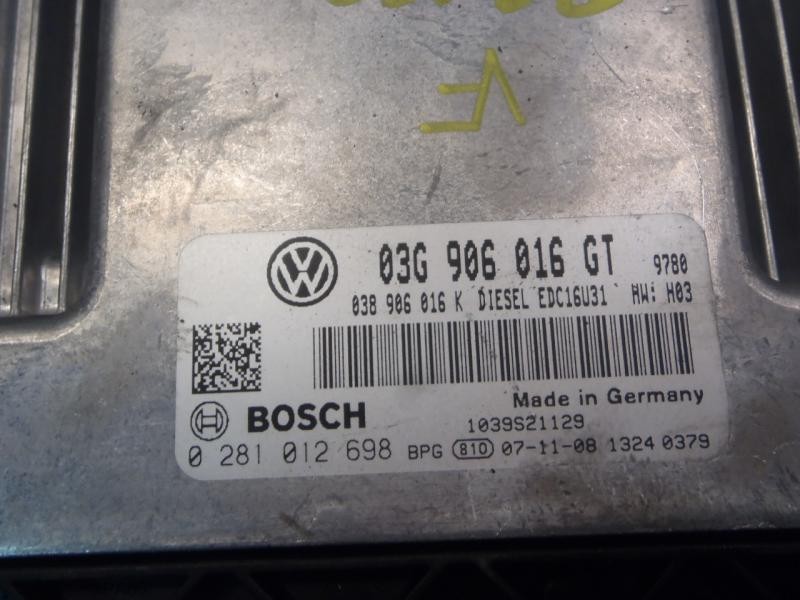 VF
03G 906 016 GT 9780
038 906 016 K DIESEL EDC16U31 HW: H03
Made in Germany
BOSCH 1039S21129
0 281 012 698 BPG 810 07-11-08 1324 0379